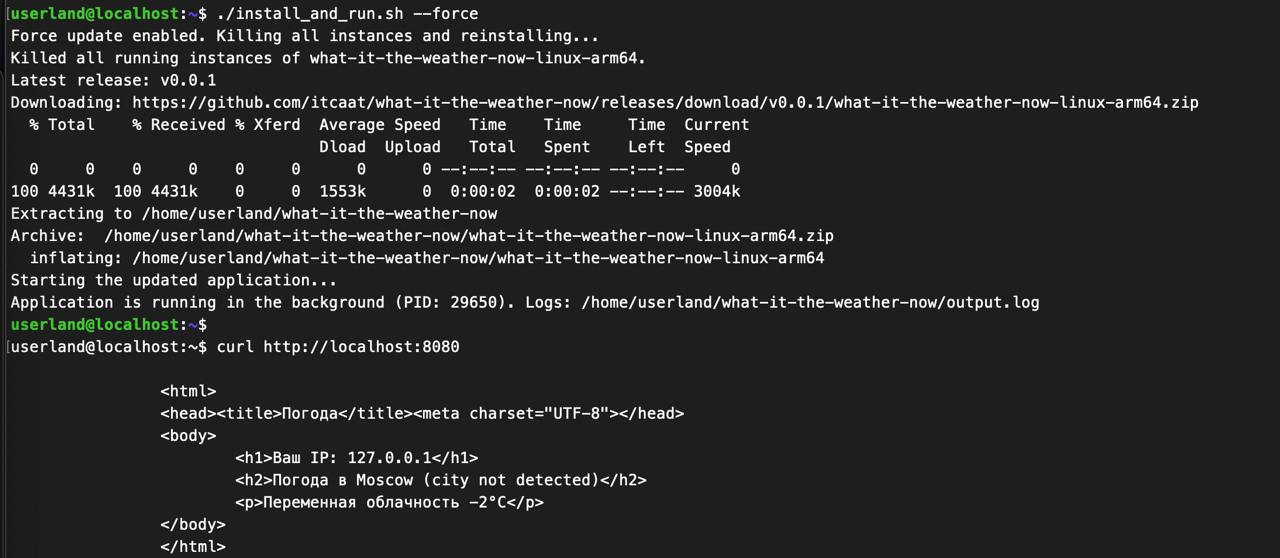 userland@localhost:~$ ./install_and_run.sh --force
Force update enabled. Killing all instances and reinstalling...
Killed all running instances of what-it-the-weather-now-linux-arm64.
Latest release: v0.0.1
Downloading: https://github.com/itcaat/what-it-the-weather-now/releases/download/v0.0.1/what-it-the-weather-now-linux-arm64.zip
  % Total    % Received % Xferd  Average Speed   Time    Time     Time  Current
                                 Dload  Upload   Total   Spent    Left  Speed
  0     0    0     0    0     0      0      0 --:--:-- --:--:-- --:--:--     0
100 4431k  100 4431k    0     0  1553k      0  0:00:02  0:00:02 --:--:-- 3004k
Extracting to /home/userland/what-it-the-weather-now
Archive:  /home/userland/what-it-the-weather-now/what-it-the-weather-now-linux-arm64.zip
  inflating: /home/userland/what-it-the-weather-now/what-it-the-weather-now-linux-arm64
Starting the updated application...
Application is running in the background (PID: 29650). Logs: /home/userland/what-it-the-weather-now/output.log
userland@localhost:~$
userland@localhost:~$ curl http://localhost:8080
<html>
<head><title>Погода</title><meta charset="UTF-8"></head>
<body>
<h1>Ваш IP: 127.0.0.1</h1>
<h2>Погода в Moscow (city not detected)</h2>
<p>Переменная облачность -2°C</p>
</body>
</html>